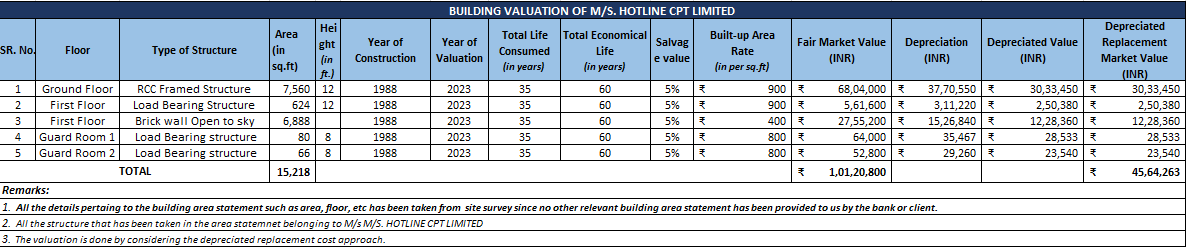 BUILDING VALUATION OF M/S. HOTLINE CPT LIMITED
SR. No. Floor Type of Structure Area (in sq.ft) Hei ght (in ft.) Year of Construction Year of Valuation Total Life Consumed (in years) Total Economical Life (in years) Salvag e value Built-up Area Rate (in per sq.ft) Fair Market Value (INR) Depreciation (INR) Depreciated Value (INR) Depreciated Replacement Market Value (INR)
1 Ground Floor RCC Framed Structure 7,560 12 1988 2023 35 60 5% ₹ 900 ₹ 68,04,000 ₹ 37,70,550 ₹ 30,33,450 ₹ 30,33,450
2 First Floor Load Bearing Structure 624 12 1988 2023 35 60 5% ₹ 900 ₹ 5,61,600 ₹ 3,11,220 ₹ 2,50,380 ₹ 2,50,380
3 First Floor Brick wall Open to sky 6,888 1988 2023 35 60 5% ₹ 400 ₹ 27,55,200 ₹ 15,26,840 ₹ 12,28,360 ₹ 12,28,360
4 Guard Room 1 Load Bearing structure 80 8 1988 2023 35 60 5% ₹ 800 ₹ 64,000 ₹ 35,467 ₹ 28,533 ₹ 28,533
5 Guard Room 2 Load Bearing structure 66 8 1988 2023 35 60 5% ₹ 800 ₹ 52,800 ₹ 29,260 ₹ 23,540 ₹ 23,540
TOTAL 15,218 ₹ 1,01,20,800 ₹ 45,64,263
Remarks:
1. All the details pertaining to the building area statement such as area, floor, etc has been taken from site survey since no other relevant building area statement has been provided to us by the bank or client.
2. All the structure that has been taken in the area statemnet belonging to M/s M/S. HOTLINE CPT LIMITED
3. The valuation is done by considering the depreciated replacement cost approach.